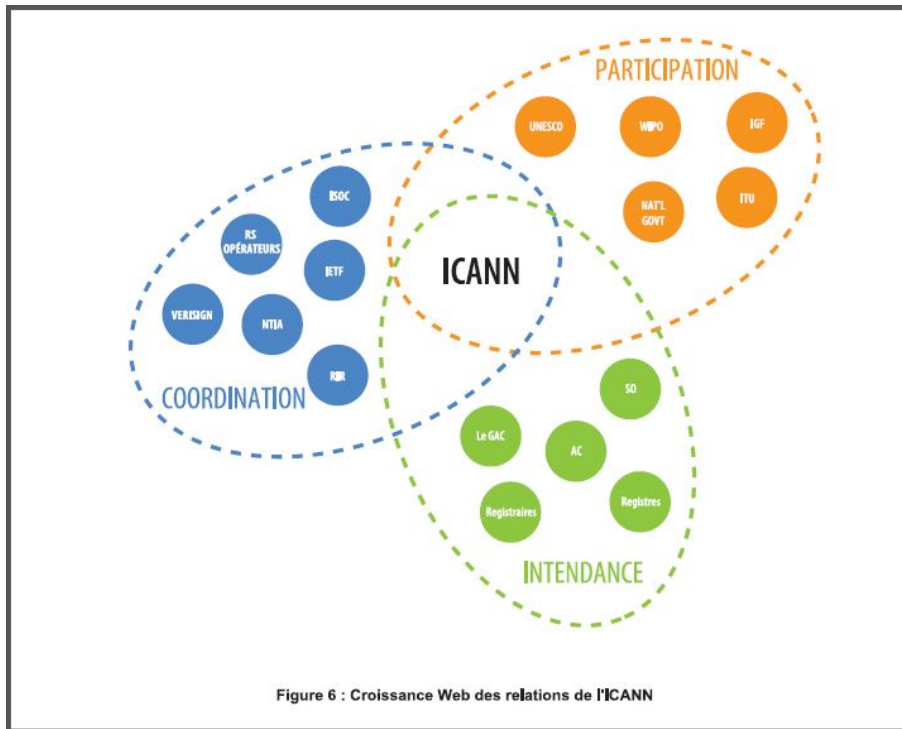 PARTICIPATION
UNESCO
WIPO
IGF
NAT'L
GOVT
ITU
ISOC
RS
OPÉRATEURS
IETF
VERISIGN
NTIA
RIR
COORDINATION
ICANN
SO
Le GAC
AC
Registraires
Registres
INTENDANCE
Figure 6 : Croissance Web des relations de l'ICANN